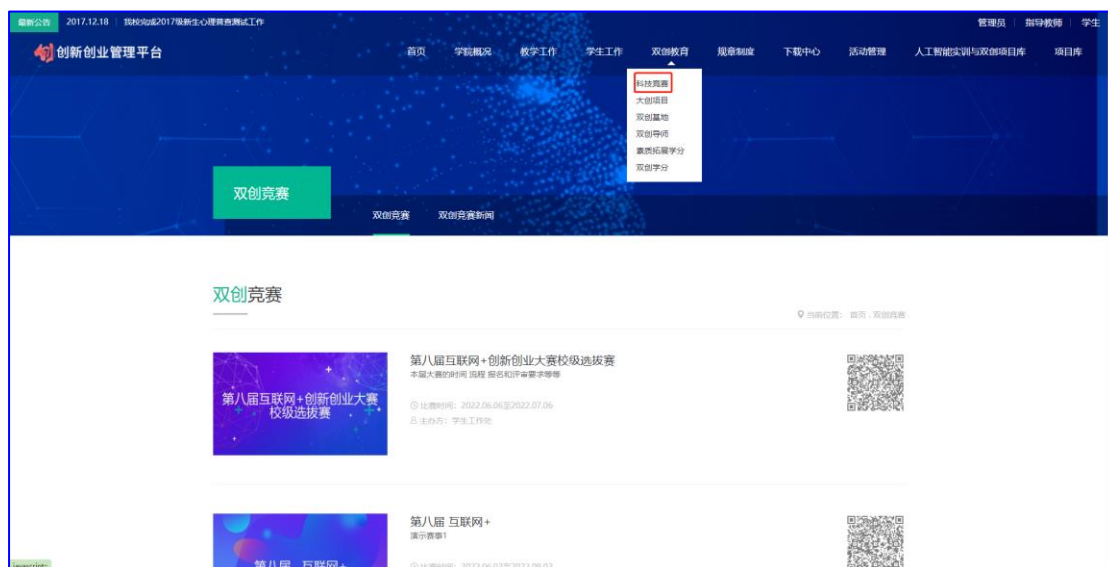 最新公告 2017.12.18 我校完成2017级新生心理普查测试工作 管理员 指导教师 学生
创新创业管理平台 首页 学院概况 教学工作 学生工作 双创教育 规章制度 下载中心 活动管理 人工智能实训与双创项目库 项目库
科技竞赛
大创项目
双创基地
双创导师
素质拓展学分
双创学分
双创竞赛
双创竞赛 双创竞赛新闻
双创竞赛
当前位置: 首页 . 双创竞赛
第八届互联网+创新创业大赛
校级选拔赛
第八届互联网+创新创业大赛校级选拔赛
本届大赛的时间 流程 报名和评审要求等等
比赛时间: 2022.06.06至2022.07.06
主办方: 学生工作处
第八届 互联网+
第八届 互联网+
演示赛事1
javascript: